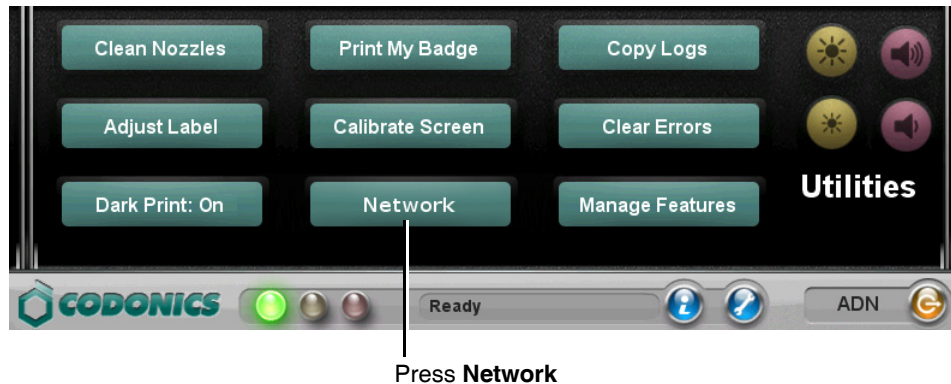 Clean Nozzles Print My Badge Copy Logs
Adjust Label Calibrate Screen Clear Errors
Dark Print: On Network Manage Features
Utilities
CODONICS Ready ADN
Press Network